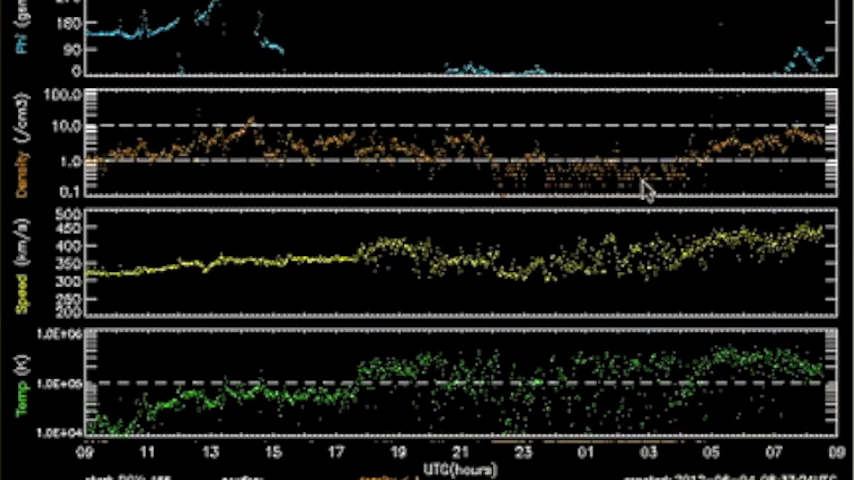 Phi (gsm
180
90
0
Density (/cm3)
100.0
10.0
1.0
0.1
Speed (km/s)
500
450
400
350
300
250
200
Temp (K)
1.0E+06
1.0E+05
1.0E+04
09 11 13 15 17 19 21 23 01 03 05 07 09
UTC(hours)